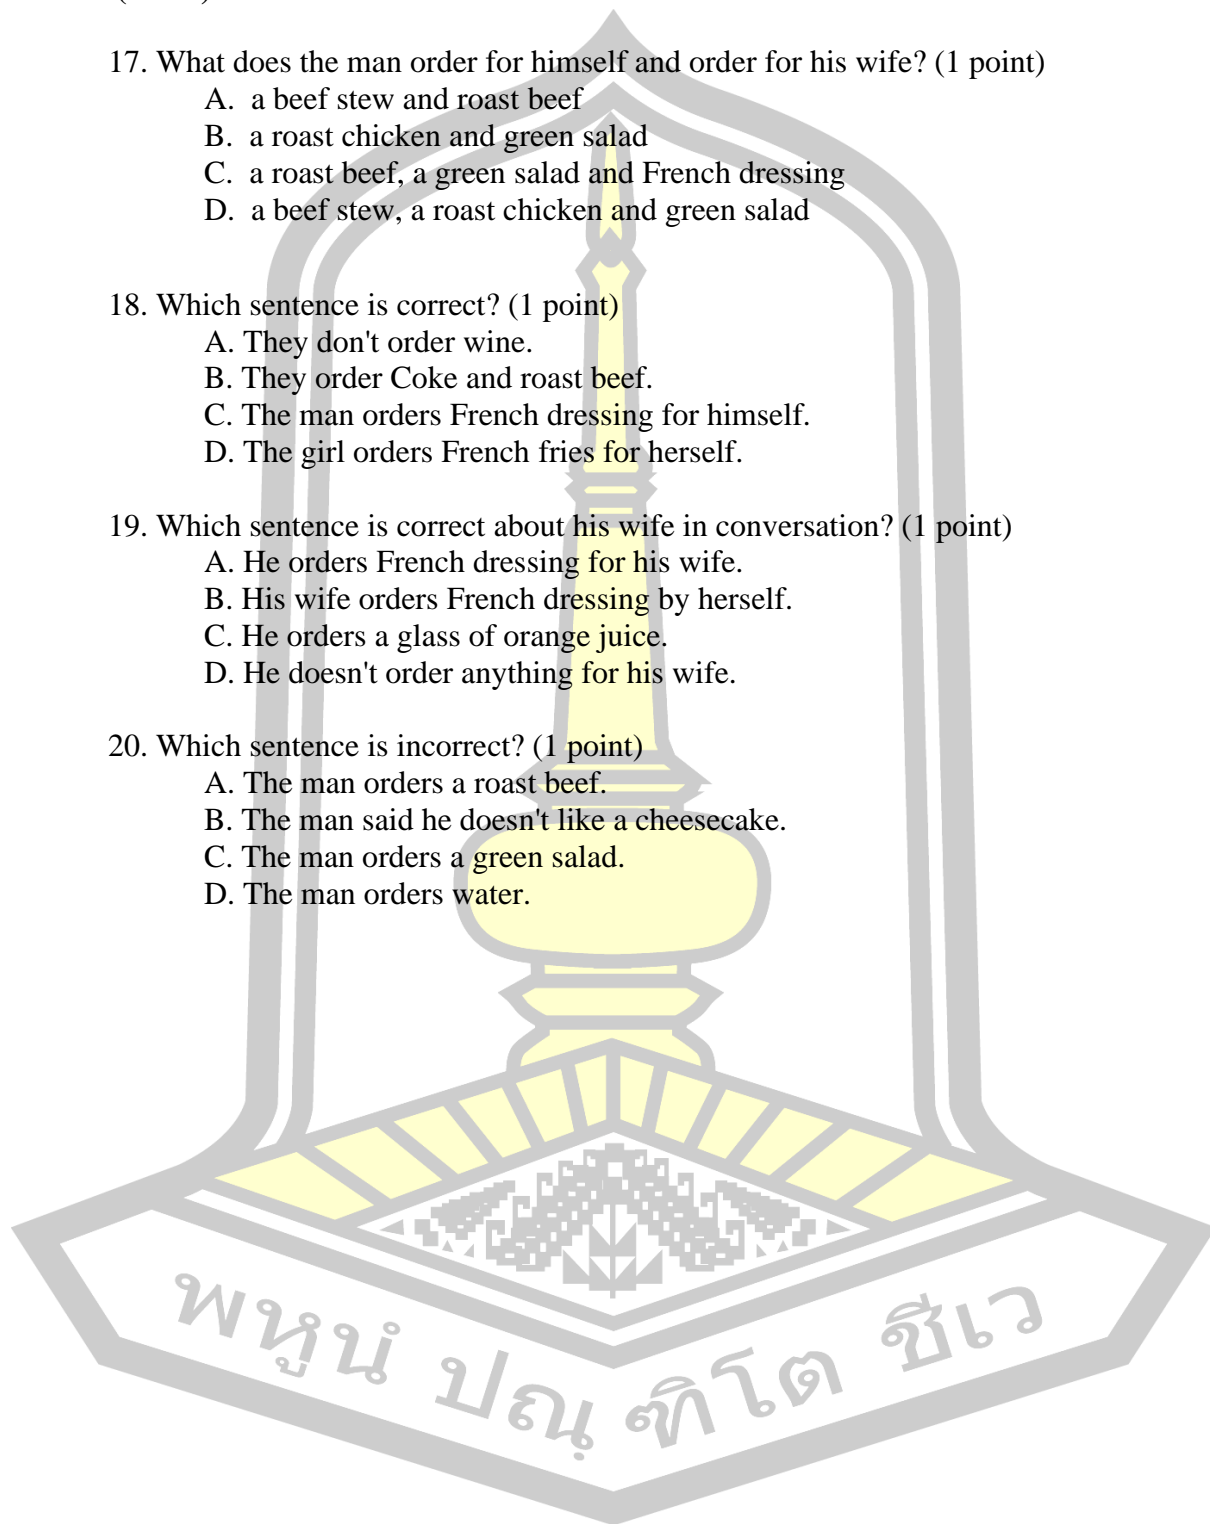 17. What does the man order for himself and order for his wife? (1 point)
A. a beef stew and roast beef
B. a roast chicken and green salad
C. a roast beef, a green salad and French dressing
D. a beef stew, a roast chicken and green salad
18. Which sentence is correct? (1 point)
A. They don't order wine.
B. They order Coke and roast beef.
C. The man orders French dressing for himself.
D. The girl orders French fries for herself.
19. Which sentence is correct about his wife in conversation? (1 point)
A. He orders French dressing for his wife.
B. His wife orders French dressing by herself.
C. He orders a glass of orange juice.
D. He doesn't order anything for his wife.
20. Which sentence is incorrect? (1 point)
A. The man orders a roast beef.
B. The man said he doesn't like a cheesecake.
C. The man orders a green salad.
D. The man orders water.
พหูนํ ปณฺฑิโต ชีเว